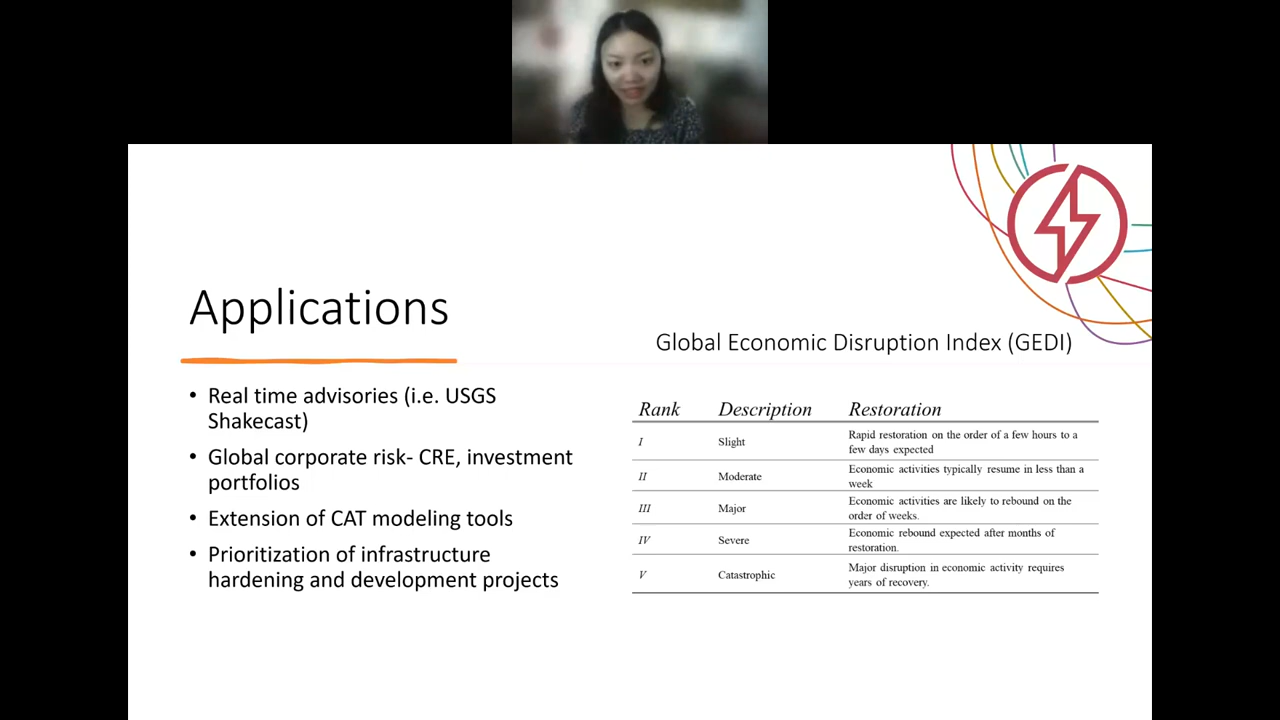 Applications
Global Economic Disruption Index (GEDI)
• Real time advisories (i.e. USGS
Shakecast)
• Global corporate risk- CRE, investment
portfolios
• Extension of CAT modeling tools
• Prioritization of infrastructure
hardening and development projects
Rank Description Restoration
I Slight Rapid restoration on the order of a few hours to a
few days expected
II Moderate Economic activities typically resume in less than a
week
III Major Economic activities are likely to rebound on the
order of weeks.
IV Severe Economic rebound expected after months of
restoration.
V Catastrophic Major disruption in economic activity requires
years of recovery.